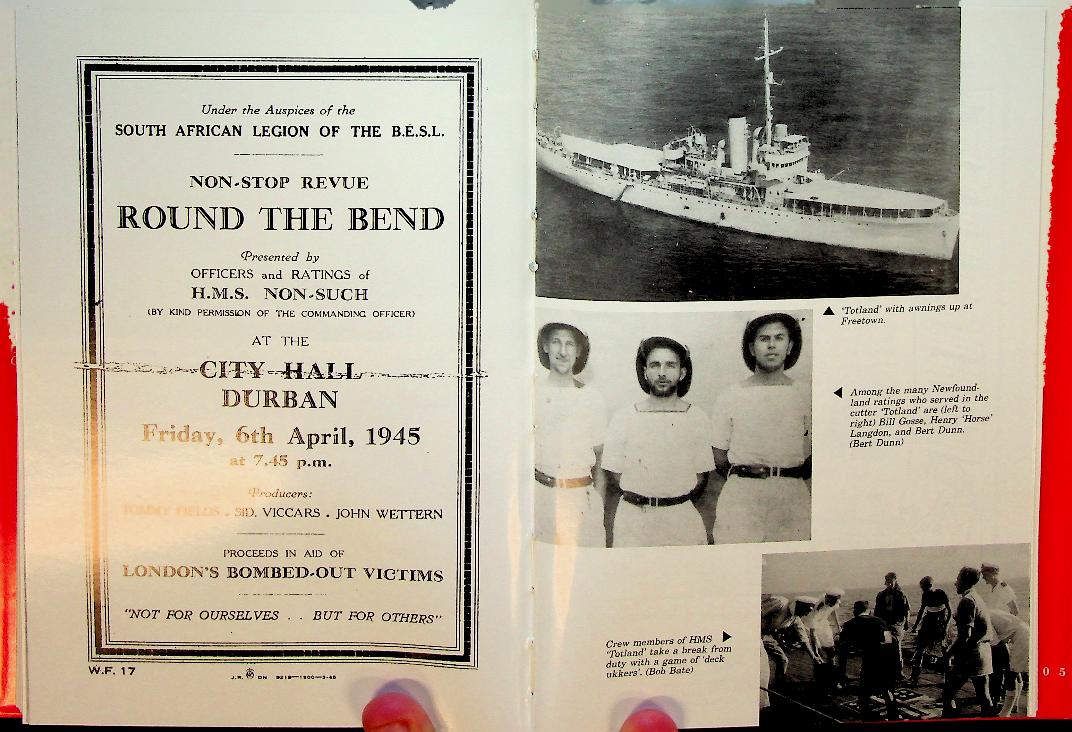 Under the Auspices of the
SOUTH AFRICAN LEGION OF THE B.E.S.L.
NON-STOP REVUE
ROUND THE BEND
Presented by
OFFICERS and RATINGS of
H.M.S. NON-SUCH
(BY KIND PERMISSION OF THE COMMANDING OFFICER)
AT THE
CITY HALL
DURBAN
Friday, 6th April, 1945
at 7.45 p.m.
Producers:
TOMMY FIELDS . SID. VICCARS . JOHN WETTERN
PROCEEDS IN AID OF
LONDON'S BOMBED-OUT VICTIMS
"NOT FOR OURSELVES . . BUT FOR OTHERS"
W.F. 17
▲ 'Totland' with awnings up at
Freetown.
◀ Among the many Newfound-
land ratings who served in the
cutter 'Totland' are (left to
right) Bill Gosse, Henry 'Horse'
Langdon, and Bert Dunn.
(Bert Dunn)
Crew members of HMS ▶
'Totland' take a break from
duty with a game of 'deck
ukkers'. (Bob Bate)
0 5